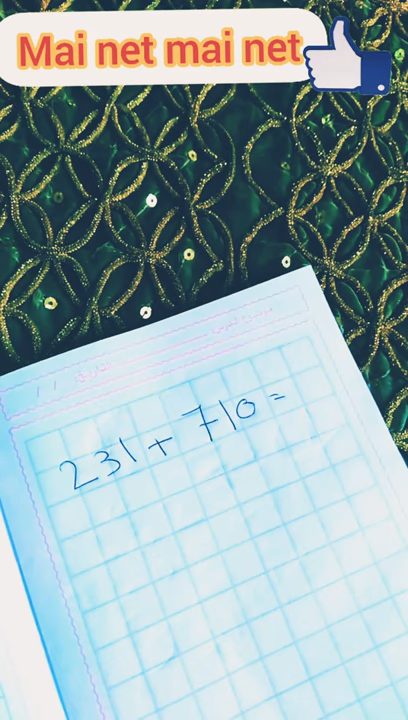 Mai net mai net
231 + 710 =